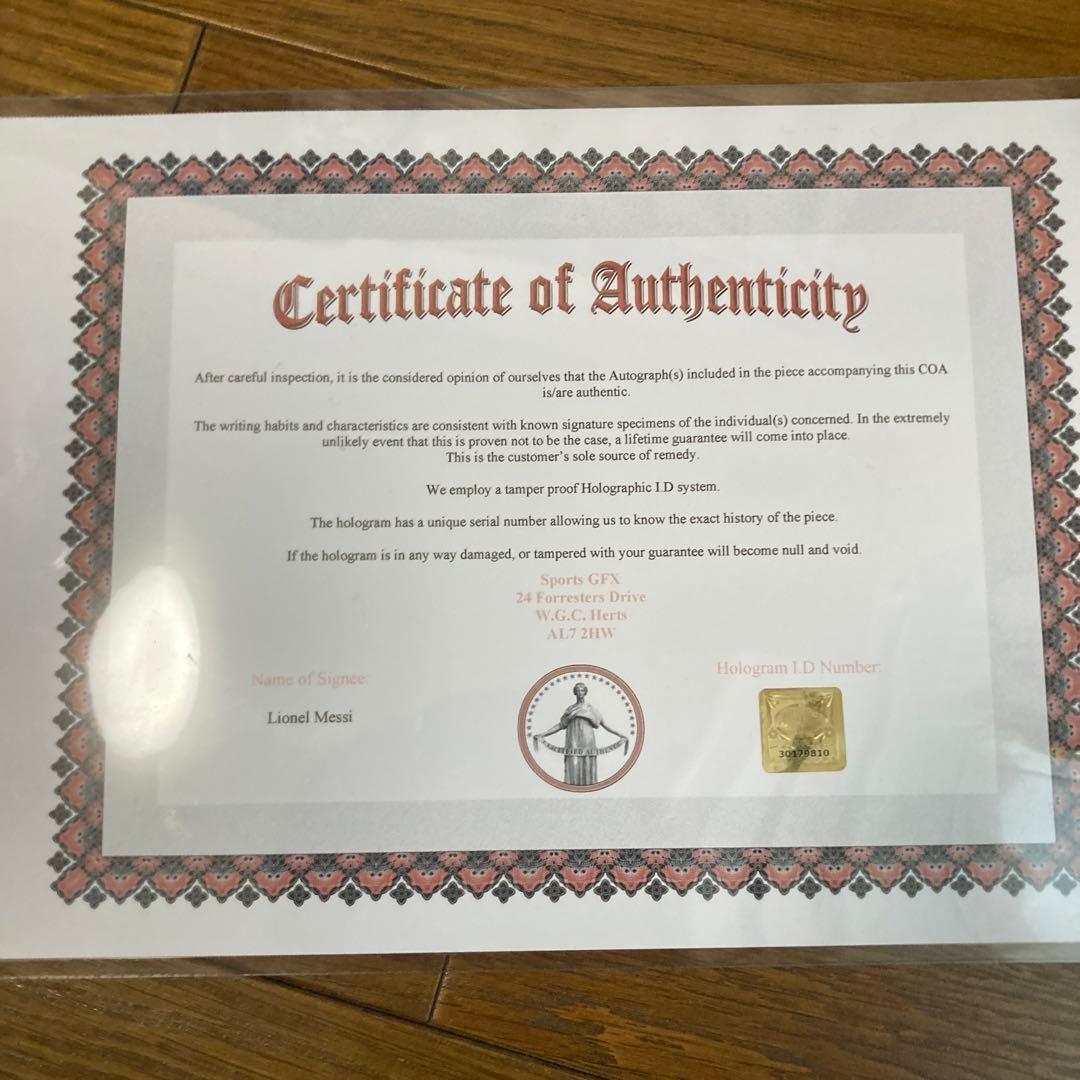 Certificate of Authenticity
After careful inspection, it is the considered opinion of ourselves that the Autograph(s) included in the piece accompanying this COA
is/are authentic.
The writing habits and characteristics are consistent with known signature specimens of the individual(s) concerned. In the extremely
unlikely event that this is proven not to be the case, a lifetime guarantee will come into place.
This is the customer's sole source of remedy.
We employ a tamper proof Holographic I.D system.
The hologram has a unique serial number allowing us to know the exact history of the piece.
If the hologram is in any way damaged, or tampered with your guarantee will become null and void.
Sports GFX
24 Forresters Drive
W.G.C. Herts
AL7 2HW
Name of Signee:
Hologram I.D Number:
Lionel Messi
30179810